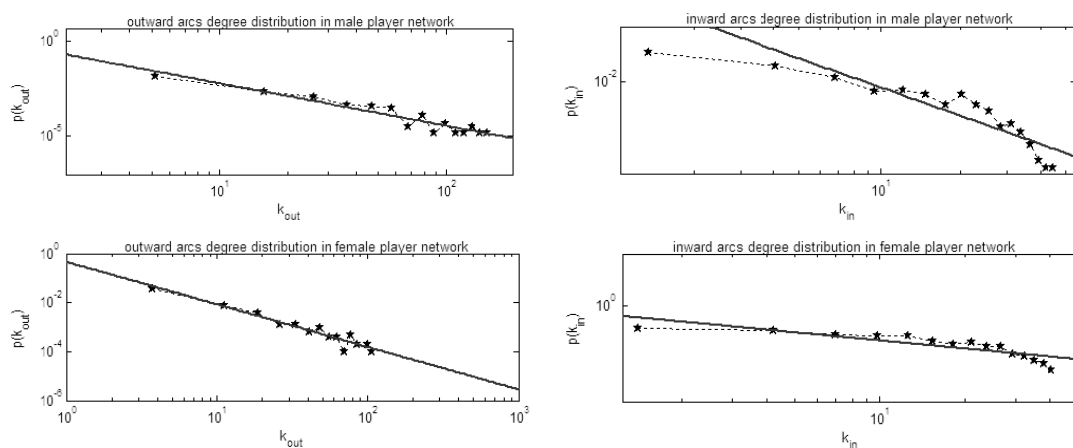 outward arcs degree distribution in male player network
10^0
10^-5
p(k_out)
10^1
10^2
k_out
inward arcs degree distribution in male player network
10^-2
p(k_in)
10^1
k_in
outward arcs degree distribution in female player network
10^0
10^-2
10^-4
10^-6
p(k_out)
10^0
10^1
10^2
10^3
k_out
inward arcs degree distribution in female player network
10^0
p(k_in)
10^1
k_in